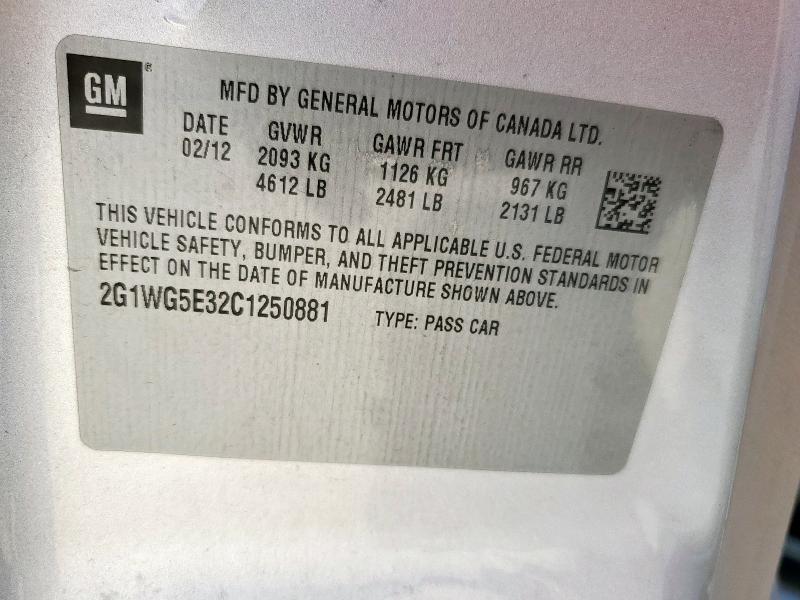 GM ®
MFD BY GENERAL MOTORS OF CANADA LTD.
DATE GVWR GAWR FRT GAWR RR
02/12 2093 KG 1126 KG 967 KG
4612 LB 2481 LB 2131 LB
THIS VEHICLE CONFORMS TO ALL APPLICABLE U.S. FEDERAL MOTOR
VEHICLE SAFETY, BUMPER, AND THEFT PREVENTION STANDARDS IN
EFFECT ON THE DATE OF MANUFACTURE SHOWN ABOVE.
2G1WG5E32C1250881 TYPE: PASS CAR